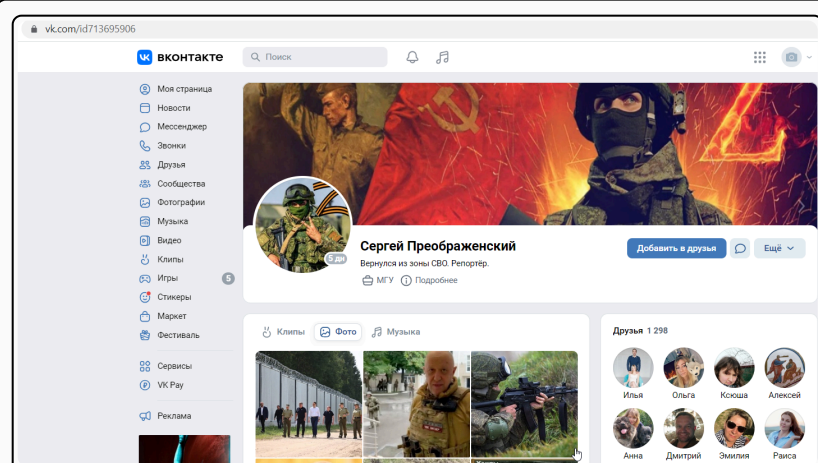 vk.com/id713695906
вконтакте
Поиск
Моя страница
Новости
Мессенджер
Звонки
Друзья
Сообщества
Фотографии
Музыка
Видео
Клипы
Игры 5
Стикеры
Маркет
Фестиваль
Сервисы
VK Pay
Реклама
5 дн
Сергей Преображенский
Вернулся из зоны СВО. Репортёр.
МГУ Подробнее
Добавить в друзья
Ещё
Клипы Фото Музыка
Друзья 1 298
Илья Ольга Ксюша Алексей
Анна Дмитрий Эмилия Раиса